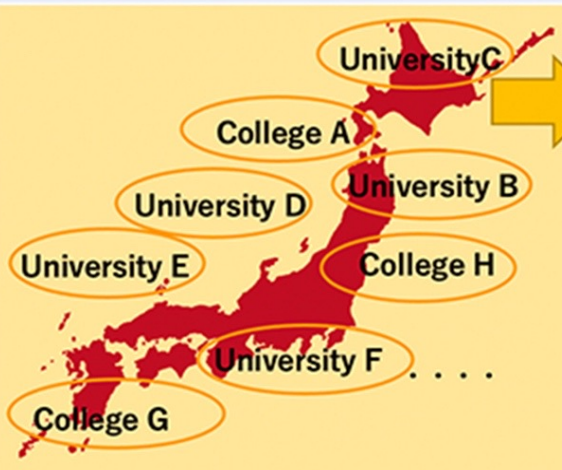 UniversityC
College A
University B
University D
University E
College H
University F
. . . .
College G